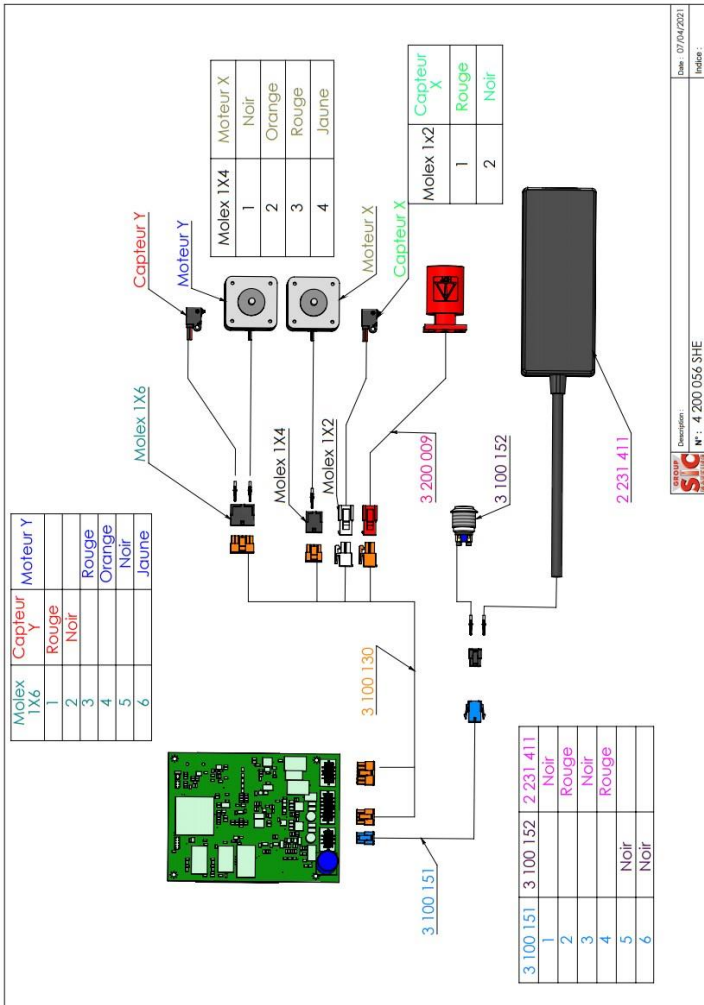 Molex 1X6 | Capteur Y | Moteur Y
1 | Rouge |
2 | Noir |
3 | | Rouge
4 | | Orange
5 | | Noir
6 | | Jaune
Molex 1X6
Capteur Y
Moteur Y
Molex 1X4 | Moteur X
1 | Noir
2 | Orange
3 | Rouge
4 | Jaune
Molex 1X4
Moteur X
Molex 1X2
Capteur X
Molex 1x2 | Capteur X
1 | Rouge
2 | Noir
3 100 130
3 200 009
3 100 151
3 100 152
2 231 411
3 100 151 | 3 100 152 | 2 231 411
1 | | Noir
2 | | Rouge
3 | | Noir
4 | | Rouge
5 | Noir |
6 | Noir |
GROUP
SIC
MARKING
Description :
N° : 4 200 056 SHE
Date : 07/04/2021
Indice :